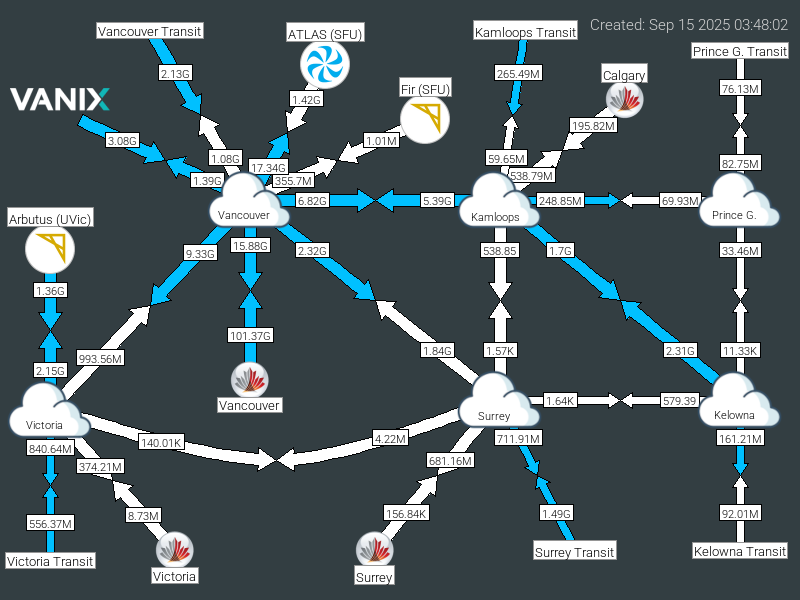 Created: Sep 15 2025 03:48:02
Vancouver Transit
ATLAS (SFU)
Kamloops Transit
Prince G. Transit
2.13G
265.49M
Calgary
76.13M
VANIX
Fir (SFU)
1.42G
195.82M
3.08G
1.01M
1.08G
59.65M
82.75M
17.34G
538.79M
1.39G
355.7M
6.82G
5.39G
248.85M
69.93M
Arbutus (UVic)
Vancouver
Kamloops
Prince G.
9.33G
15.88G
2.32G
538.85
1.7G
33.46M
1.36G
101.37G
993.56M
1.84G
1.57K
2.31G
11.33K
2.15G
Vancouver
1.64K
579.39
Victoria
Surrey
Kelowna
140.01K
4.22M
711.91M
161.21M
840.64M
374.21M
681.16M
556.37M
8.73M
156.84K
1.49G
92.01M
Victoria Transit
Victoria
Surrey
Surrey Transit
Kelowna Transit